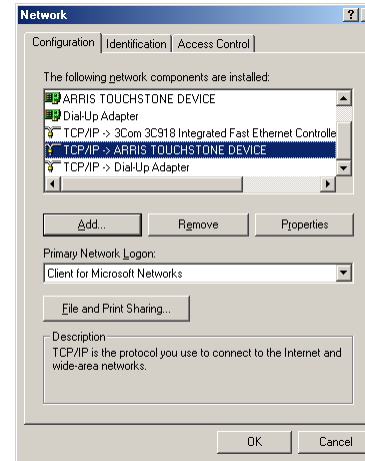 Network ?
Configuration Identification Access Control
The following network components are installed:
ARRIS TOUCHSTONE DEVICE
Dial-Up Adapter
TCP/IP -> 3Com 3C918 Integrated Fast Ethernet Controlle
TCP/IP -> ARRIS TOUCHSTONE DEVICE
TCP/IP -> Dial-Up Adapter
Add... Remove Properties
Primary Network Logon:
Client for Microsoft Networks
File and Print Sharing...
Description
TCP/IP is the protocol you use to connect to the Internet and
wide-area networks.
OK Cancel